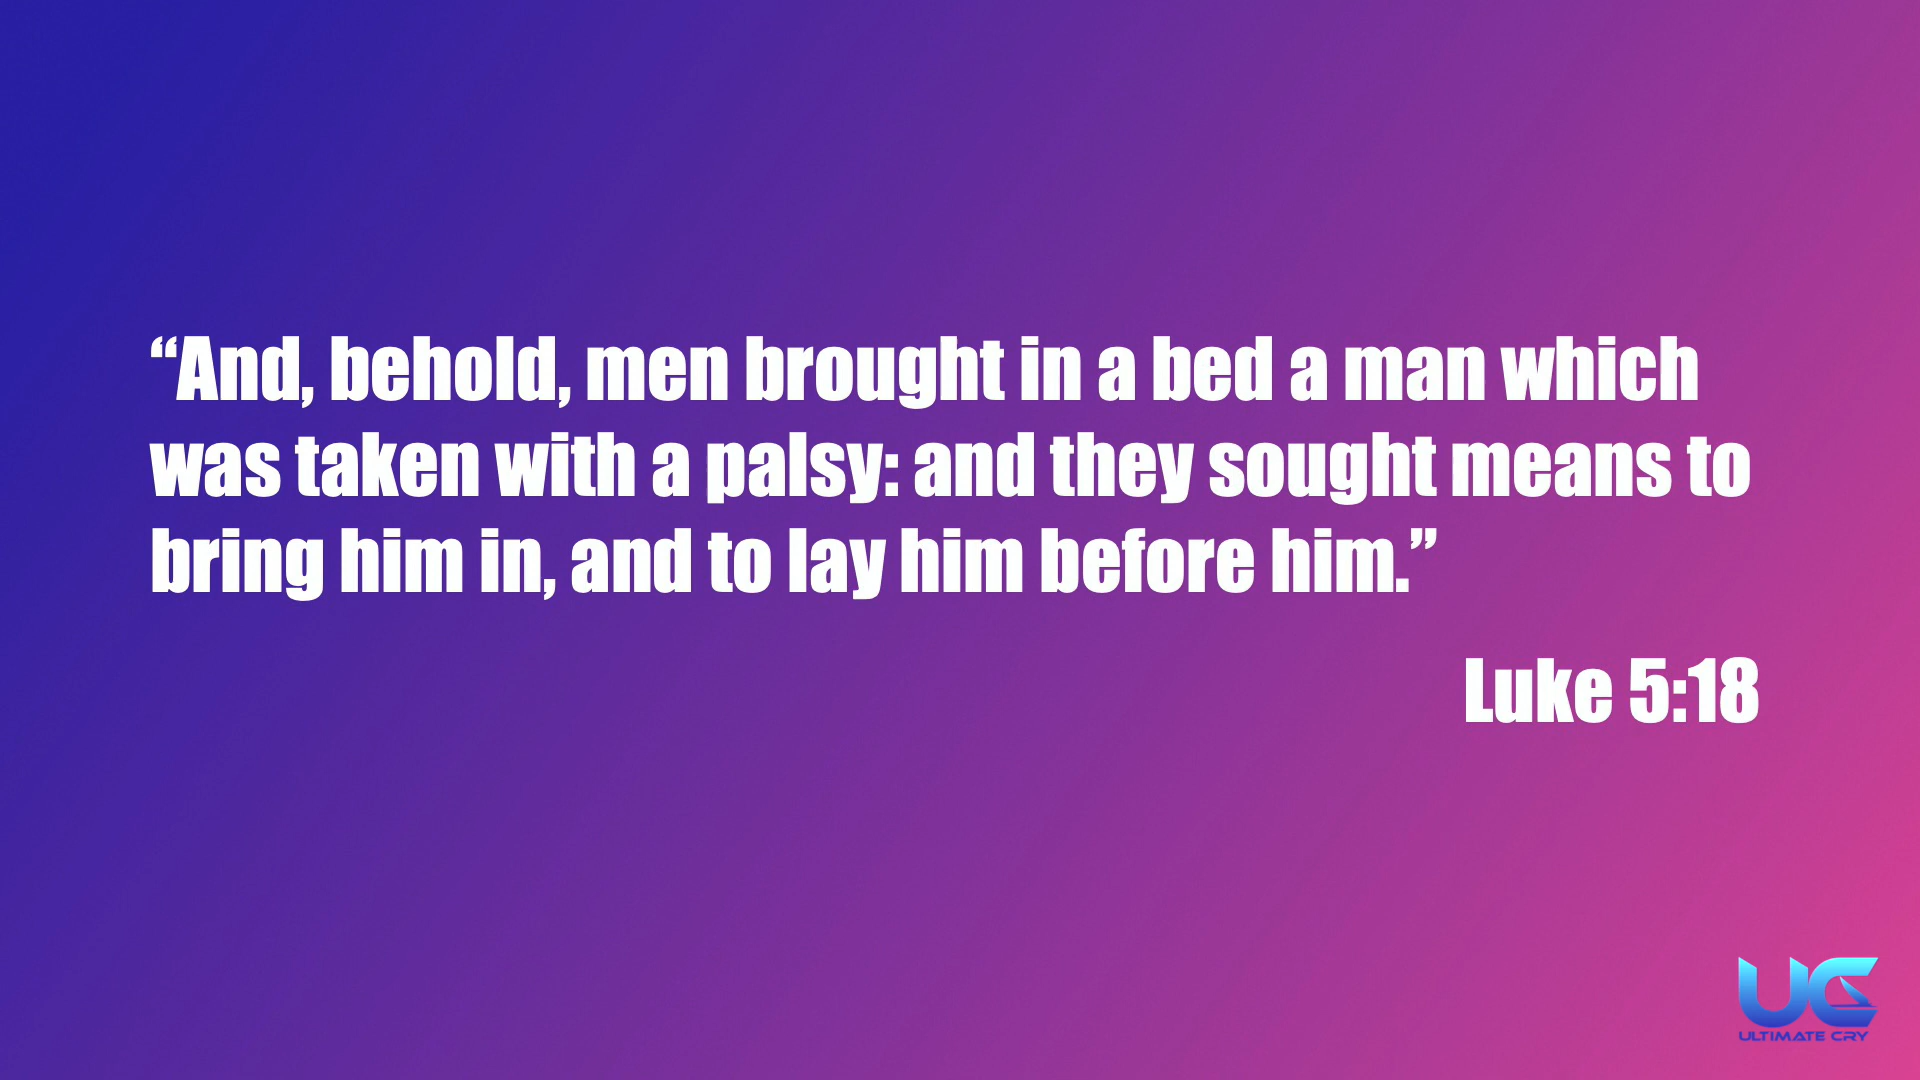 “And, behold, men brought in a bed a man which
was taken with a palsy: and they sought means to
bring him in, and to lay him before him.”
Luke 5:18
UC
ULTIMATE CRY